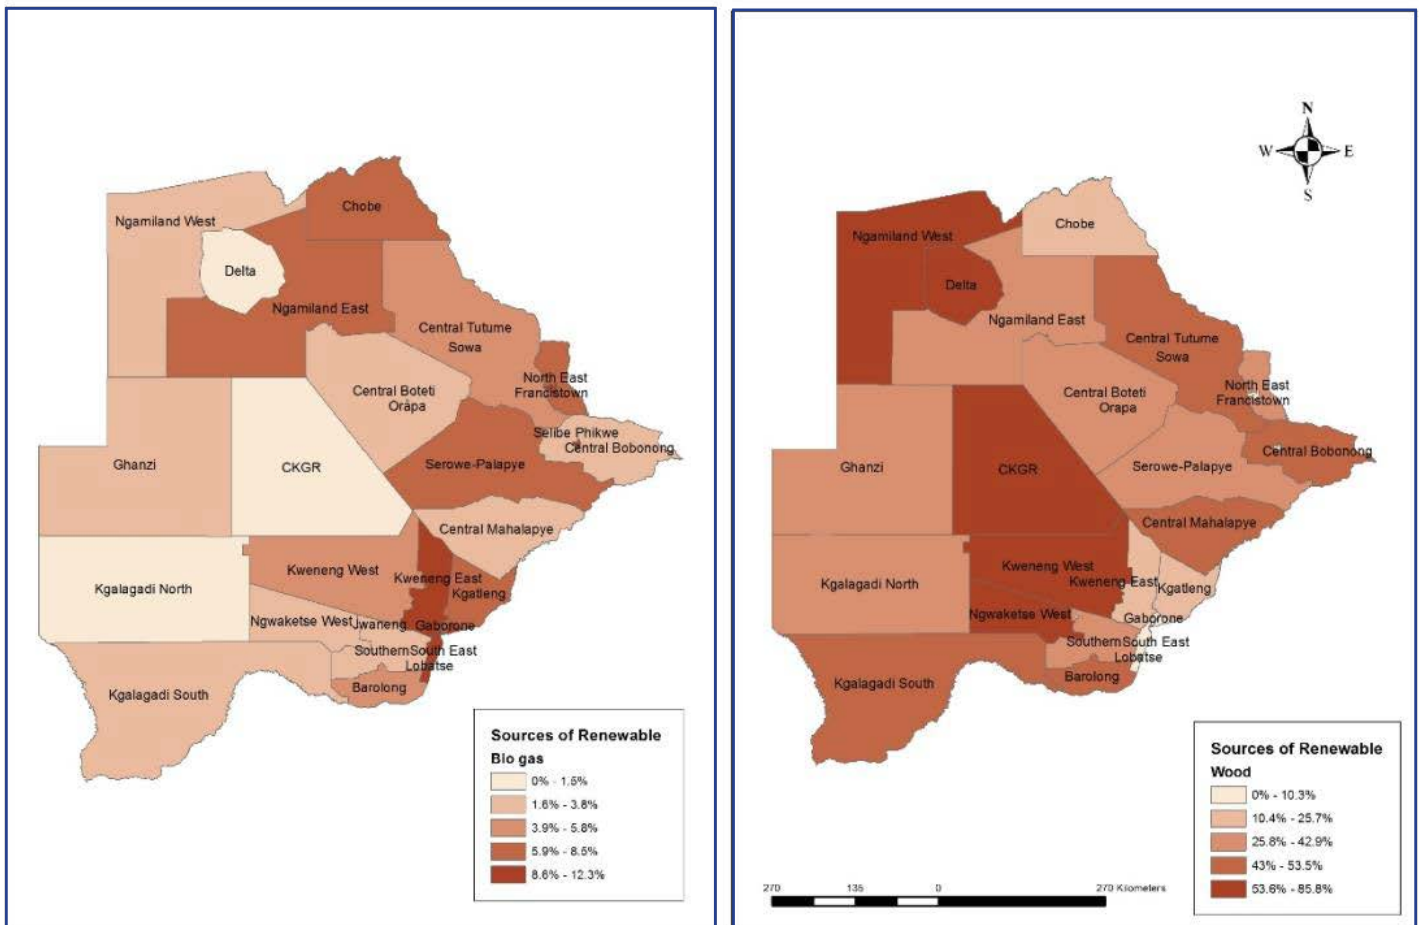 Chobe
Ngamiland West
Delta
Ngamiland East
Central Tutume
Sowa
North East
Francistown
Central Boteti
Orapa
Selibe Phikwe
Central Bobonong
Ghanzi
CKGR
Serowe-Palapye
Central Mahalapye
Kweneng West
Kweneng East
Kgatleng
Kgalagadi North
Ngwaketse West
Jwaneng
Gaborone
Southern
South East
Lobatse
Barolong
Kgalagadi South
Sources of Renewable
Bio gas
0% - 1.5%
1.6% - 3.8%
3.9% - 5.8%
5.9% - 8.5%
8.6% - 12.3%
N
W E
S
Chobe
Ngamiland West
Delta
Ngamiland East
Central Tutume
Sowa
North East
Francistown
Central Boteti
Orapa
Central Bobonong
Ghanzi
CKGR
Serowe-Palapye
Central Mahalapye
Kweneng West
Kweneng East
Kgatleng
Kgalagadi North
Ngwaketse West
Gaborone
Southern
South East
Lobatse
Barolong
Kgalagadi South
Sources of Renewable
Wood
0% - 10.3%
10.4% - 25.7%
25.8% - 42.9%
43% - 53.5%
53.6% - 85.8%
270 135 0 270 Kilometers